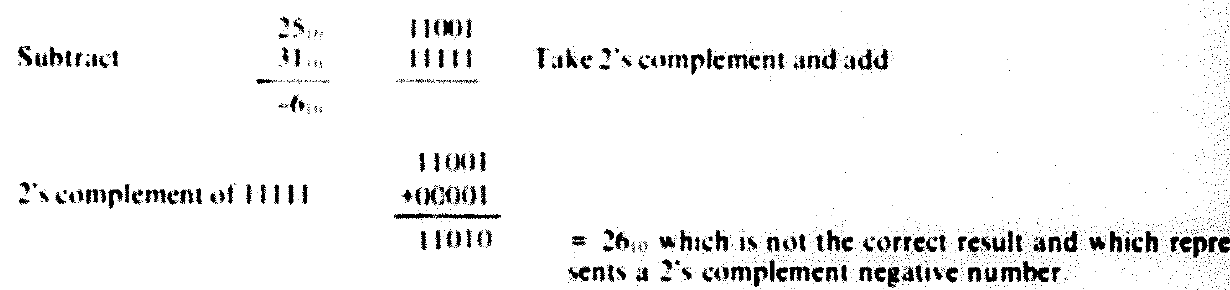 25₁₀ 11001
Subtract 31₁₀ 11111 Take 2's complement and add
-6₁₀
11001
2's complement of 11111 +00001
11010 = 26₁₀ which is not the correct result and which repre
sents a 2's complement negative number.